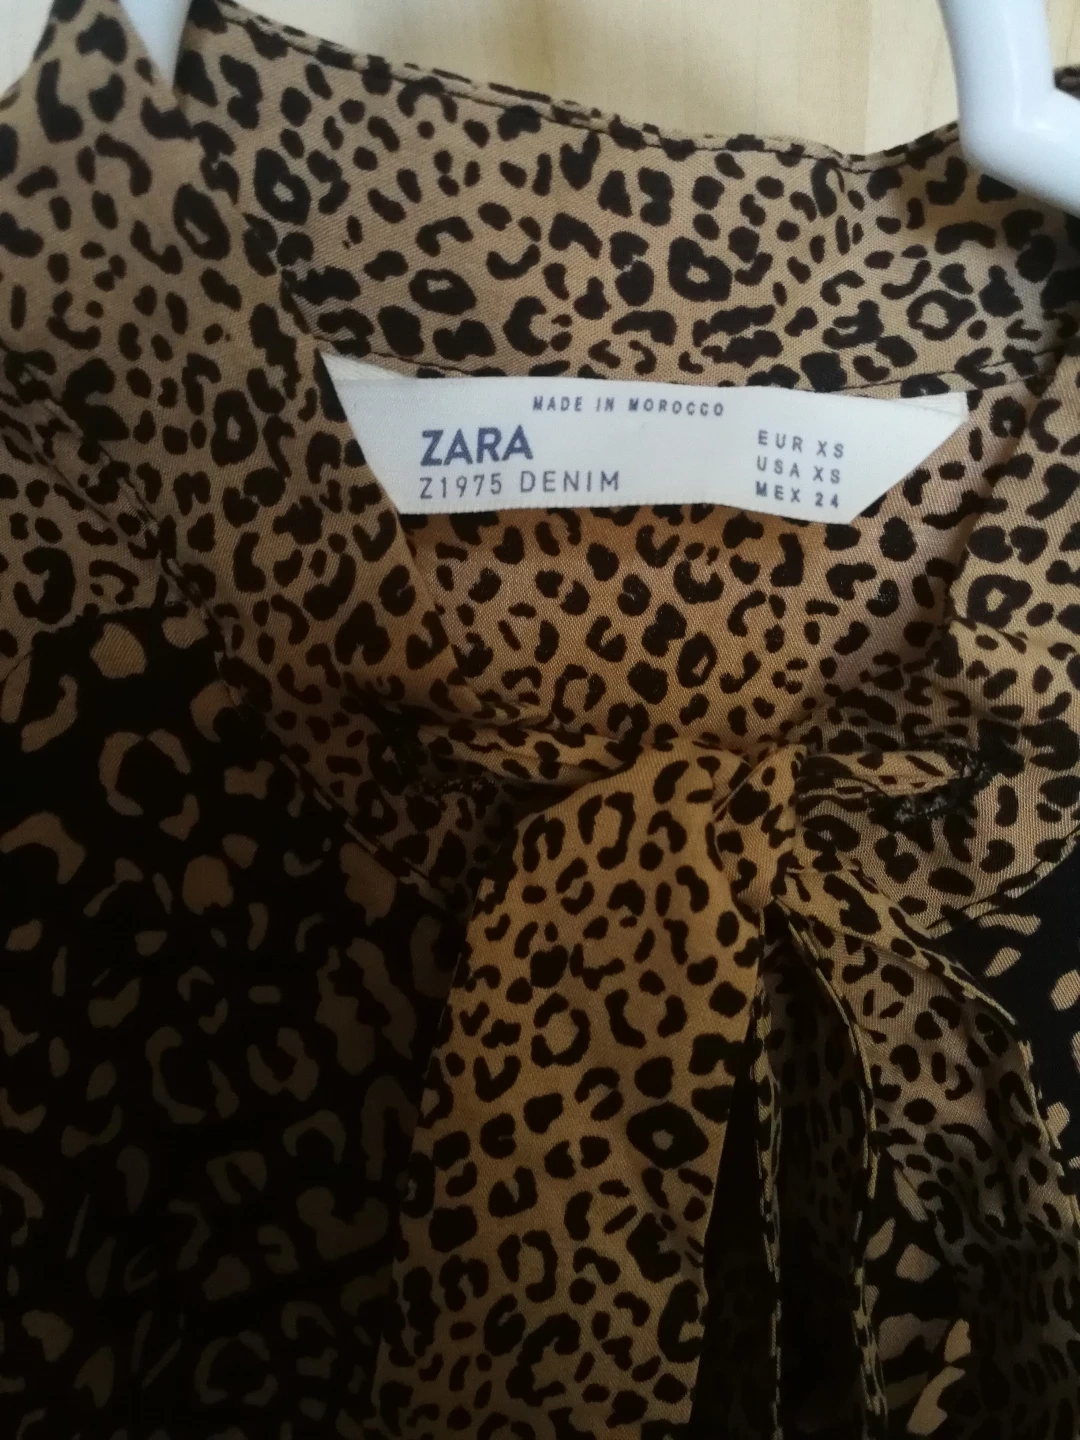 MADE IN MOROCCO
ZARA
Z1975 DENIM
EUR XS
USA XS
MEX 24